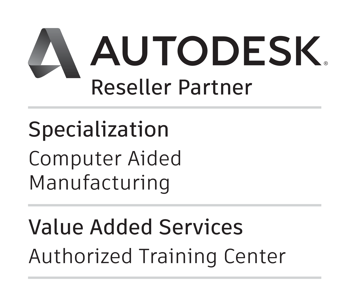 AUTODESK®
Reseller Partner
Specialization
Computer Aided
Manufacturing
Value Added Services
Authorized Training Center